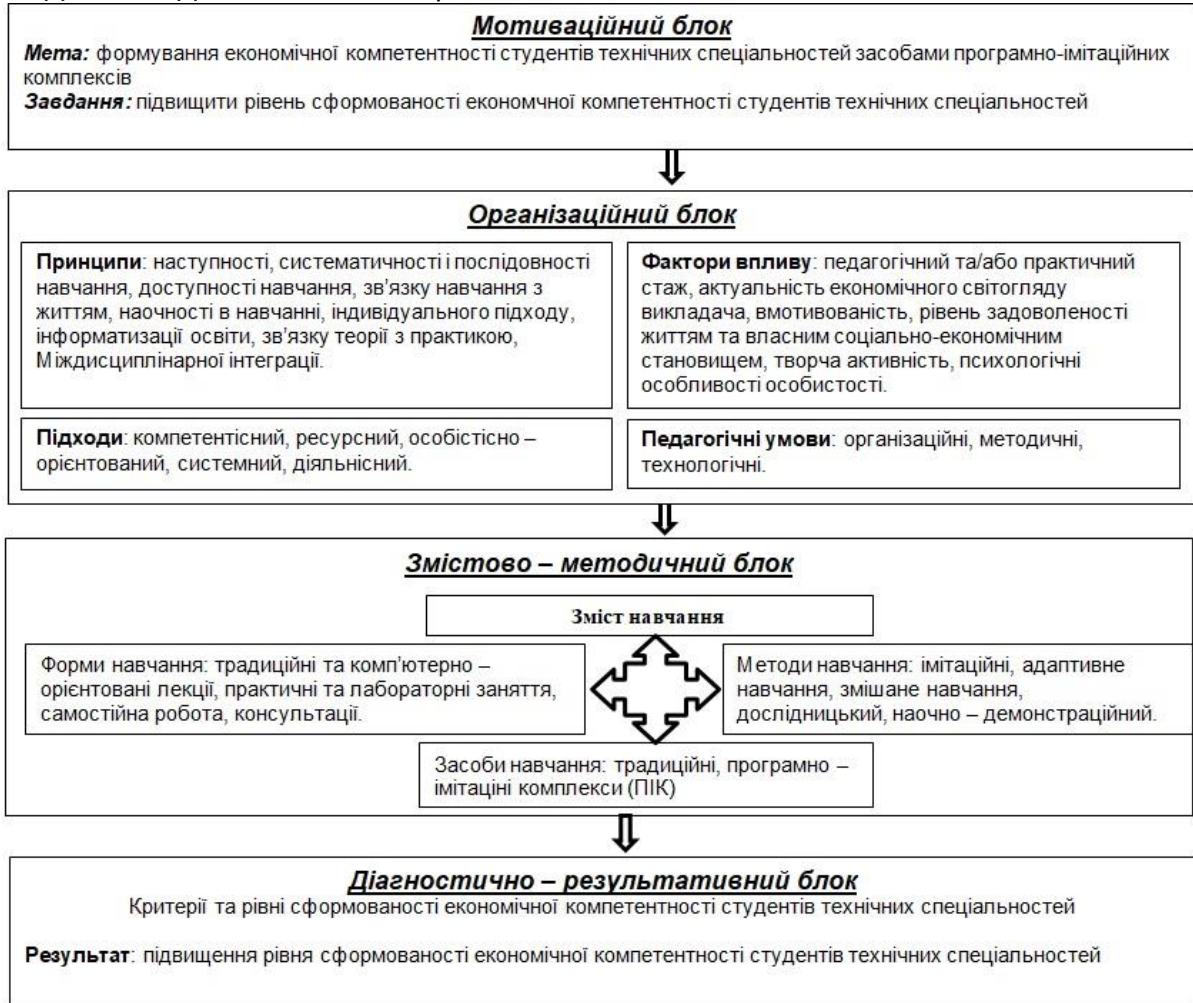 Мотиваційний блок
Мета: формування економічної компетентності студентів технічних спеціальностей засобами програмно-імітаційних
комплексів
Завдання: підвищити рівень сформованості економчної компетентності студентів технічних спеціальностей
Організаційний блок
Принципи: наступності, систематичності і послідовності
навчання, доступності навчання, зв’язку навчання з
життям, наочності в навчанні, індивідуального підходу,
інформатизації освіти, зв’язку теорії з практикою,
Міждисциплінарної інтеграції.
Фактори впливу: педагогічний та/або практичний
стаж, актуальність економічного світогляду
викладача, вмотивованість, рівень задоволеності
життям та власним соціально-економічним
становищем, творча активність, психологічні
особливості особистості.
Підходи: компетентісний, ресурсний, особістісно –
орієнтований, системний, діяльнісний.
Педагогічні умови: організаційні, методичні,
технологічні.
Змістово – методичний блок
Зміст навчання
Форми навчання: традиційні та комп’ютерно –
орієнтовані лекції, практичні та лабораторні заняття,
самостійна робота, консультації.
Методи навчання: імітаційні, адаптивне
навчання, змішане навчання,
дослідницький, наочно – демонстраційний.
Засоби навчання: традиційні, програмно –
імітаціні комплекси (ПІК)
Діагностично – результативний блок
Критерії та рівні сформованості економічної компетентності студентів технічних спеціальностей
Результат: підвищення рівня сформованості економічної компетентності студентів технічних спеціальностей